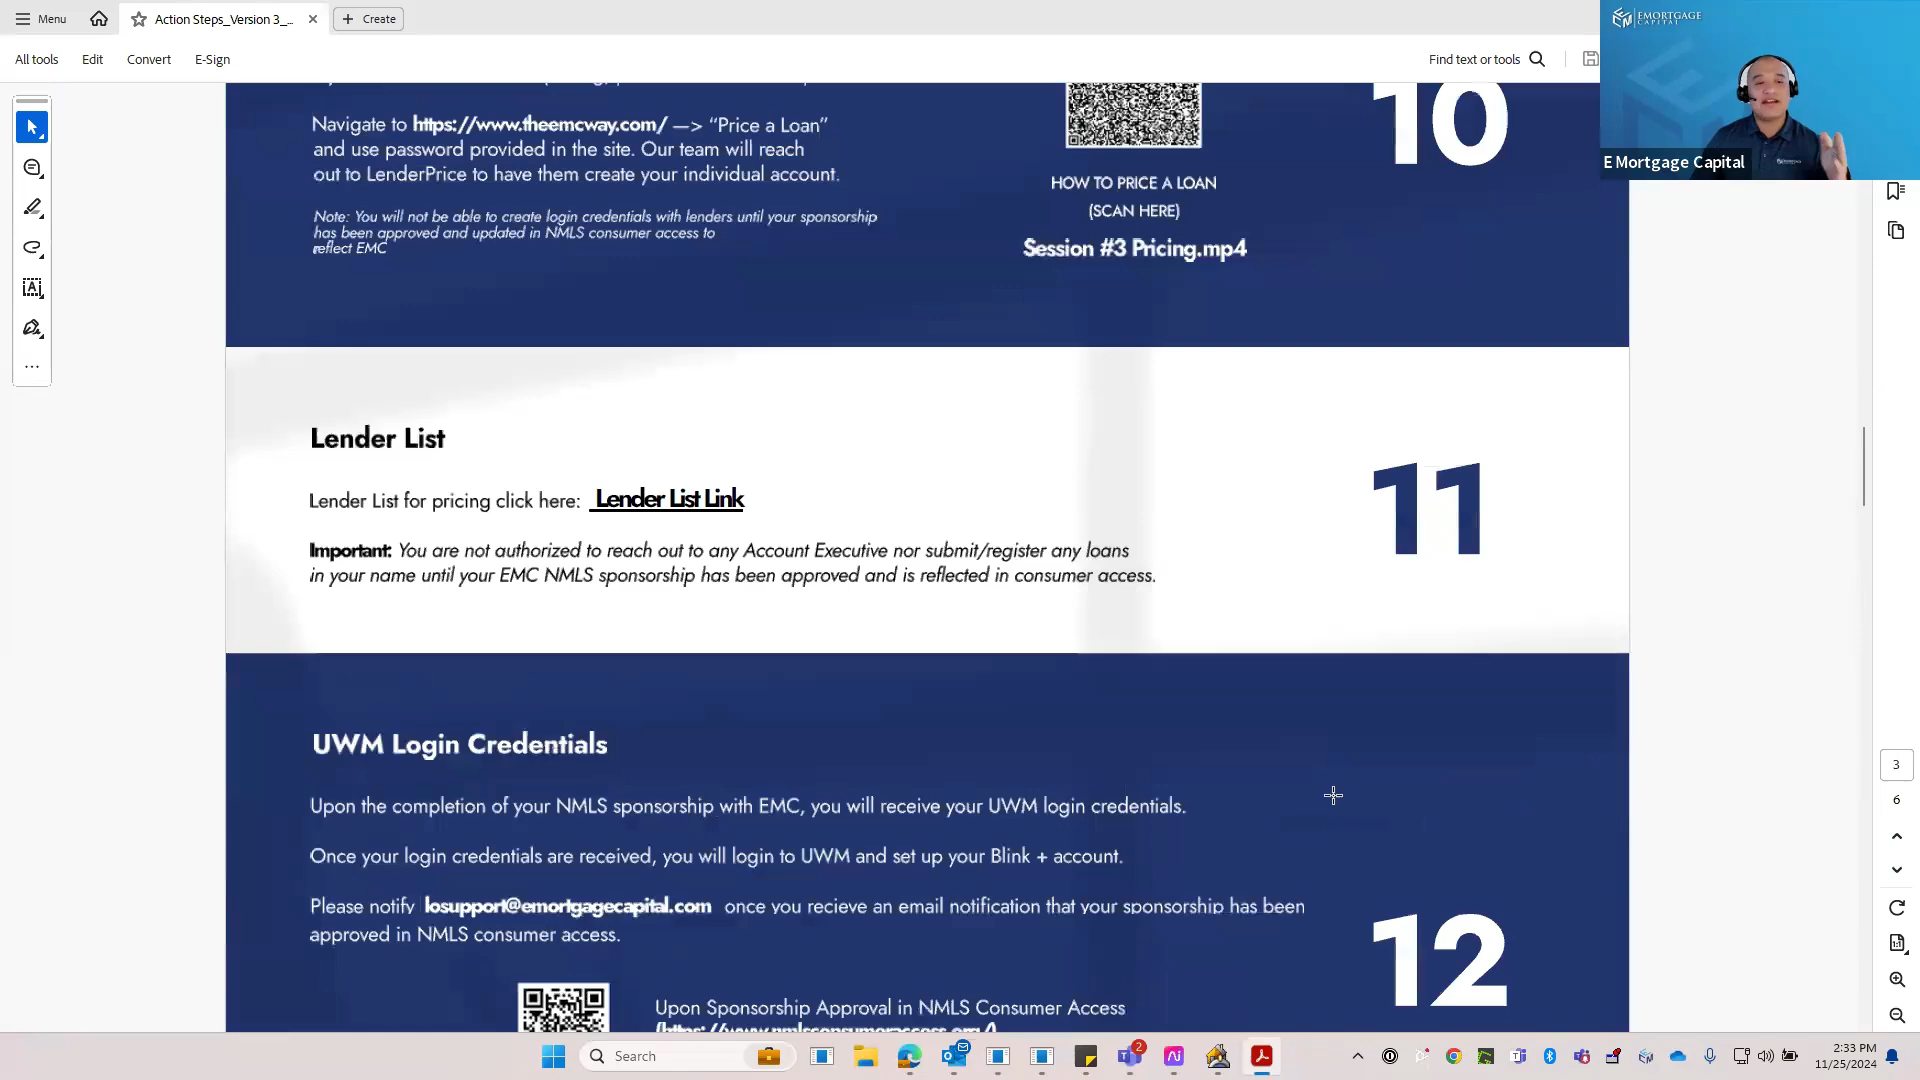 Menu
Action Steps_Version 3_...
Create
All tools
Edit
Convert
E-Sign
Find text or tools
EMORTGAGE
CAPITAL
E Mortgage Capital
Navigate to https://www.theemcway.com/ —> “Price a Loan”
and use password provided in the site. Our team will reach
out to LenderPrice to have them create your individual account.
Note: You will not be able to create login credentials with lenders until your sponsorship
has been approved and updated in NMLS consumer access to
reflect EMC
HOW TO PRICE A LOAN
(SCAN HERE)
Session #3 Pricing.mp4
10
Lender List
Lender List for pricing click here: Lender List Link
Important: You are not authorized to reach out to any Account Executive nor submit/register any loans
in your name until your EMC NMLS sponsorship has been approved and is reflected in consumer access.
11
UWM Login Credentials
Upon the completion of your NMLS sponsorship with EMC, you will receive your UWM login credentials.
Once your login credentials are received, you will login to UWM and set up your Blink + account.
Please notify losupport@emortgagecapital.com once you recieve an email notification that your sponsorship has been
approved in NMLS consumer access.
12
Upon Sponsorship Approval in NMLS Consumer Access
(https://www.nmlsconsumeraccess.org/)
3
6
Search
2
2:33 PM
11/25/2024